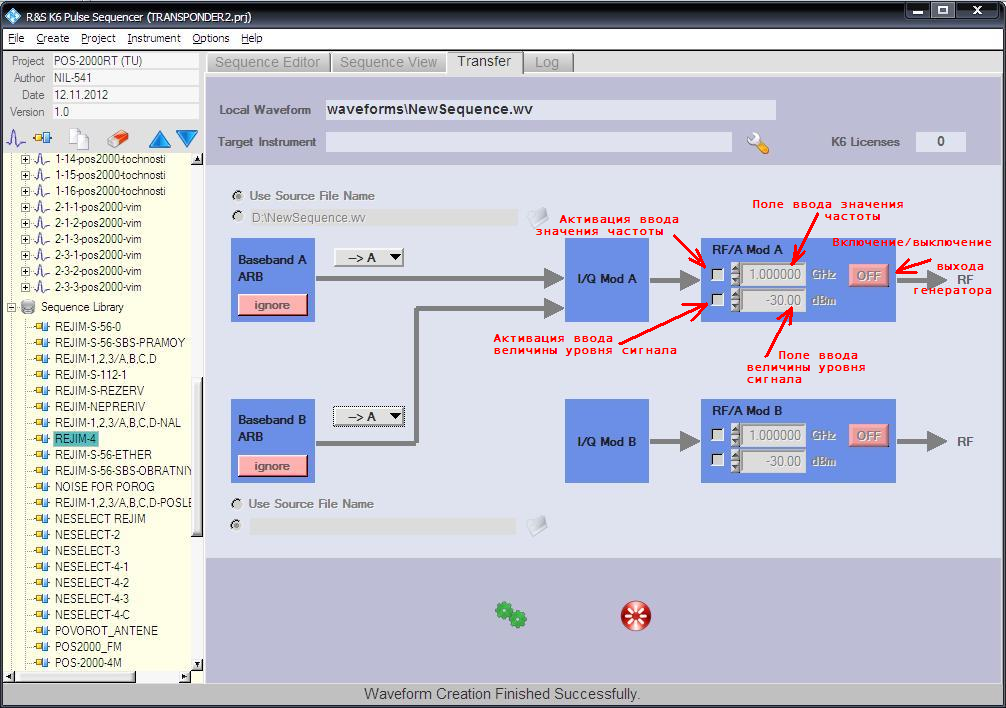 R&S K6 Pulse Sequencer (TRANSPONDER2.prj)
File Create Project Instrument Options Help
Project POS-2000RT (TU)
Author NIL-541
Date 12.11.2012
Version 1.0
1-14-pos2000-tochnosti
1-15-pos2000-tochnosti
1-16-pos2000-tochnosti
2-1-1-pos2000-vim
2-1-2-pos2000-vim
2-1-3-pos2000-vim
2-3-1-pos2000-vim
2-3-2-pos2000-vim
2-3-3-pos2000-vim
Sequence Library
REJIM-S-56-0
REJIM-S-56-SBS-PRAMOY
REJIM-1,2,3/A,B,C,D
REJIM-S-112-1
REJIM-S-REZERV
REJIM-NEPRERIV
REJIM-1,2,3/A,B,C,D-NAL
REJIM-4
REJIM-S-56-ETHER
REJIM-S-56-SBS-OBRATNIY
NOISE FOR POROG
REJIM-1,2,3/A,B,C,D-POSLE
NESELECT REJIM
NESELECT-2
NESELECT-3
NESELECT-4-1
NESELECT-4-2
NESELECT-4-3
NESELECT-4-C
POVOROT_ANTENE
POS2000_FM
POS-2000-4M
Sequence Editor Sequence View Transfer Log
Local Waveform waveforms\NewSequence.wv
Target Instrument
K6 Licenses 0
Use Source File Name
D:\NewSequence.wv
Baseband A
ARB
ignore
–> A
I/Q Mod A
RF/A Mod A
1.000000 GHz
-30.00 dBm
OFF
RF
Активация ввода
значения частоты
Поле ввода значения
частоты
Включение/выключение
выхода
генератора
Активация ввода
величины уровня сигнала
Поле ввода
величины уровня
сигнала
Baseband B
ARB
ignore
–> A
I/Q Mod B
RF/A Mod B
1.000000 GHz
-30.00 dBm
OFF
RF
Use Source File Name
Waveform Creation Finished Successfully.